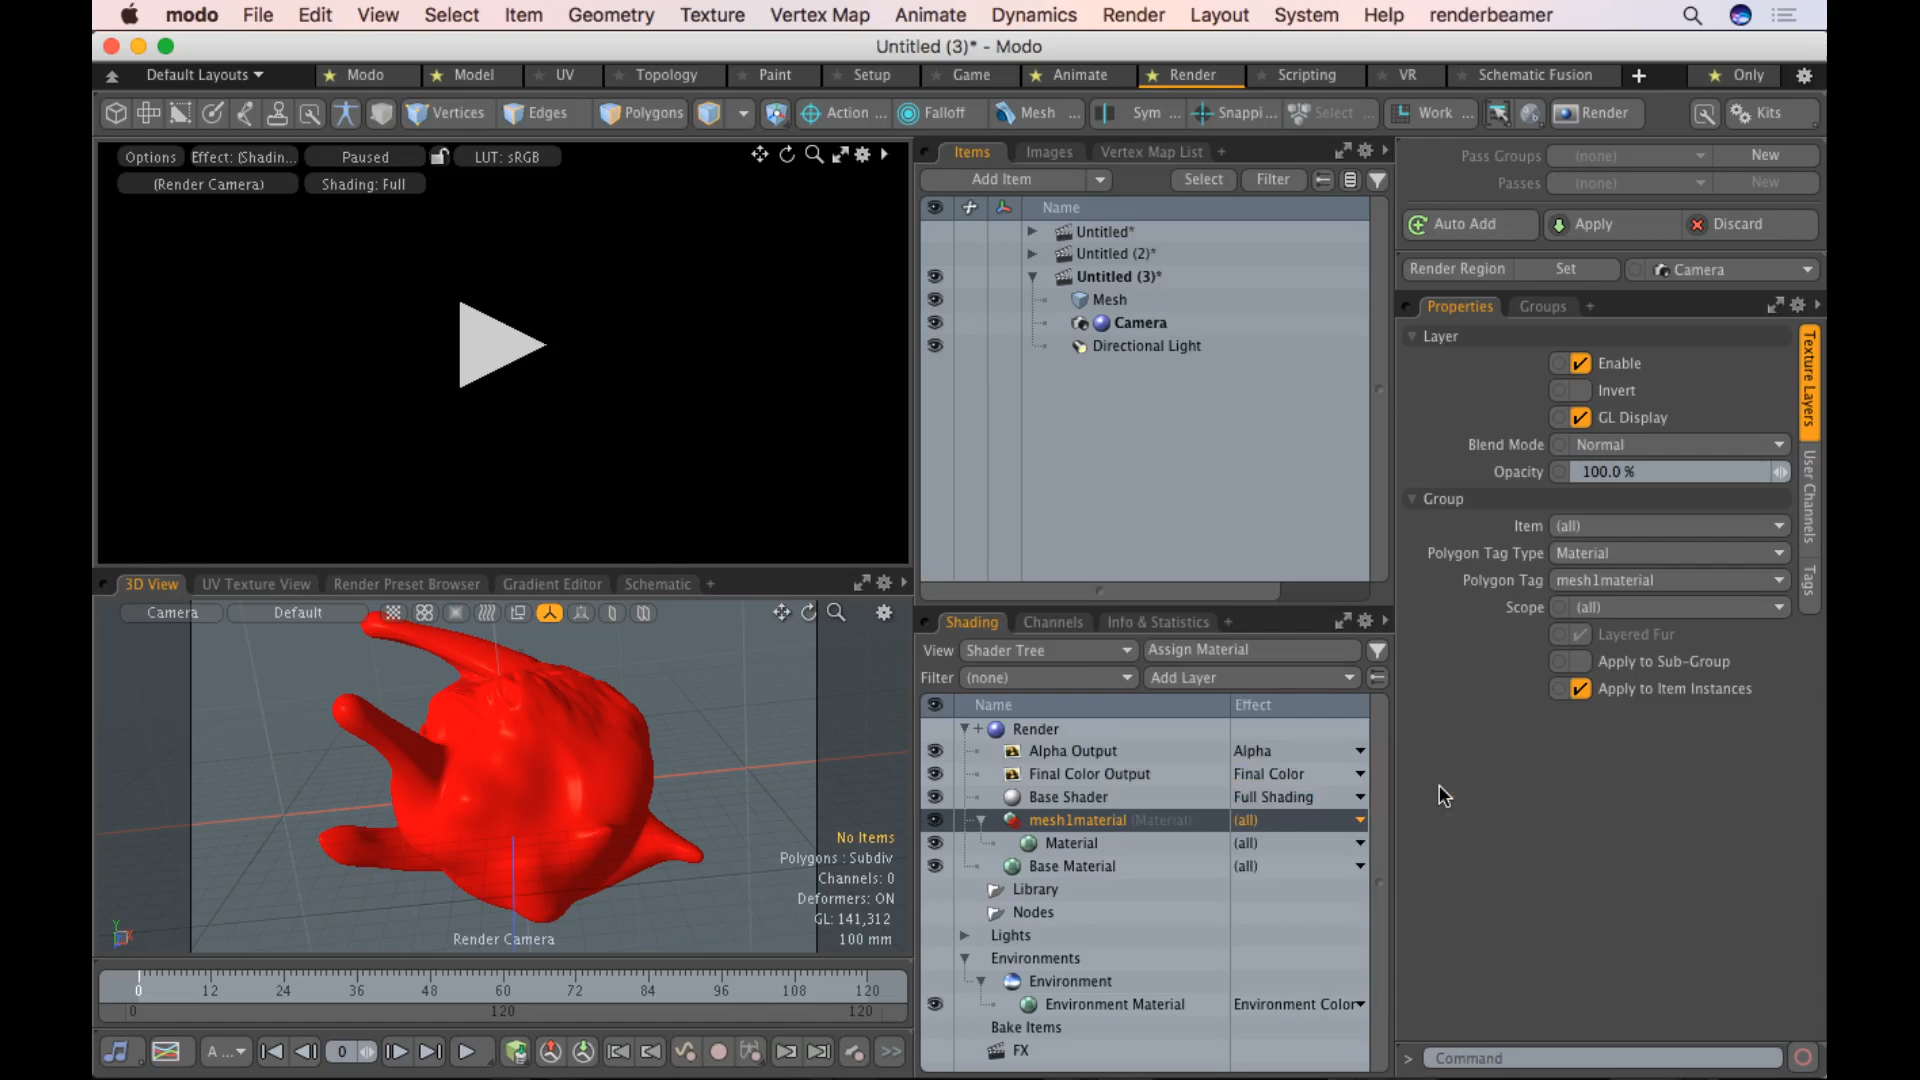 modo File Edit View Select Item Geometry Texture Vertex Map Animate Dynamics Render Layout System Help renderbeamer
Untitled (3)* - Modo
Default Layouts Modo Model UV Topology Paint Setup Game Animate Render Scripting VR Schematic Fusion + Only
Vertices Edges Polygons Action ... Falloff Mesh ... Sym ... Snappi... Select ... Work ... Render Kits
Options Effect: (Shadin... Paused LUT: sRGB
(Render Camera) Shading: Full
Items Images Vertex Map List +
Add Item Select Filter
Name
Untitled*
Untitled (2)*
Untitled (3)*
Mesh
Camera
Directional Light
Pass Groups (none) New
Passes (none) New
Auto Add Apply Discard
Render Region Set Camera
Properties Groups +
Layer
Enable
Invert
GL Display
Blend Mode Normal
Opacity 100.0 %
Group
Item (all)
Polygon Tag Type Material
Polygon Tag mesh1material
Scope (all)
Layered Fur
Apply to Sub-Group
Apply to Item Instances
Texture Layers
User Channels
Tags
3D View UV Texture View Render Preset Browser Gradient Editor Schematic +
Camera Default
No Items
Polygons : Subdiv
Channels: 0
Deformers: ON
GL: 141,312
100 mm
Render Camera
Y
X
Shading Channels Info & Statistics +
View Shader Tree Assign Material
Filter (none) Add Layer
Name Effect
Render
Alpha Output Alpha
Final Color Output Final Color
Base Shader Full Shading
mesh1material (Material) (all)
Material (all)
Base Material (all)
Library
Nodes
Lights
Environments
Environment
Environment Material Environment Color
Bake Items
FX
0 12 24 36 48 60 72 84 96 108 120
0 120 120
A ... 0 >>
> Command